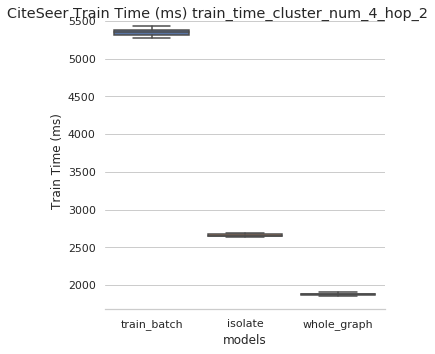 CiteSeer Train Time (ms) train_time_cluster_num_4_hop_2
5500
5000
4500
4000
3500
3000
2500
2000
Train Time (ms)
train_batch isolate whole_graph
models